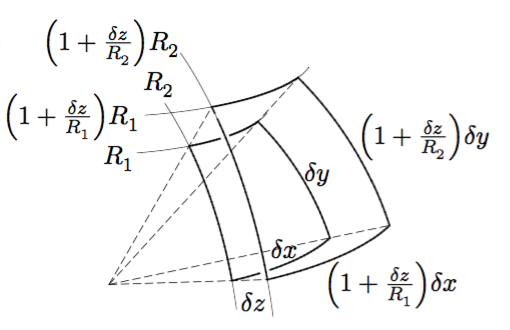 (1 + δz/R₂) R₂
R₂
(1 + δz/R₁) R₁
R₁
(1 + δz/R₂) δy
δy
δx
(1 + δz/R₁) δx
δz